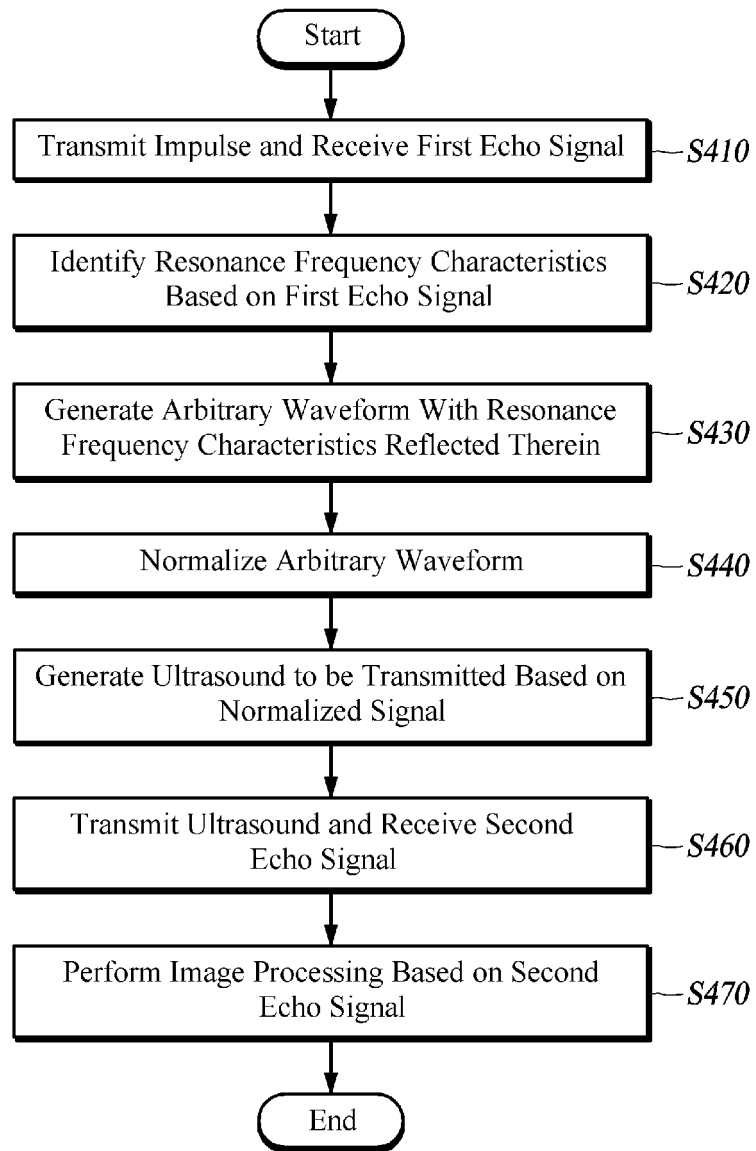 Start
Transmit Impulse and Receive First Echo Signal
S410
Identify Resonance Frequency Characteristics
Based on First Echo Signal
S420
Generate Arbitrary Waveform With Resonance
Frequency Characteristics Reflected Therein
S430
Normalize Arbitrary Waveform
S440
Generate Ultrasound to be Transmitted Based on
Normalized Signal
S450
Transmit Ultrasound and Receive Second
Echo Signal
S460
Perform Image Processing Based on Second
Echo Signal
S470
End